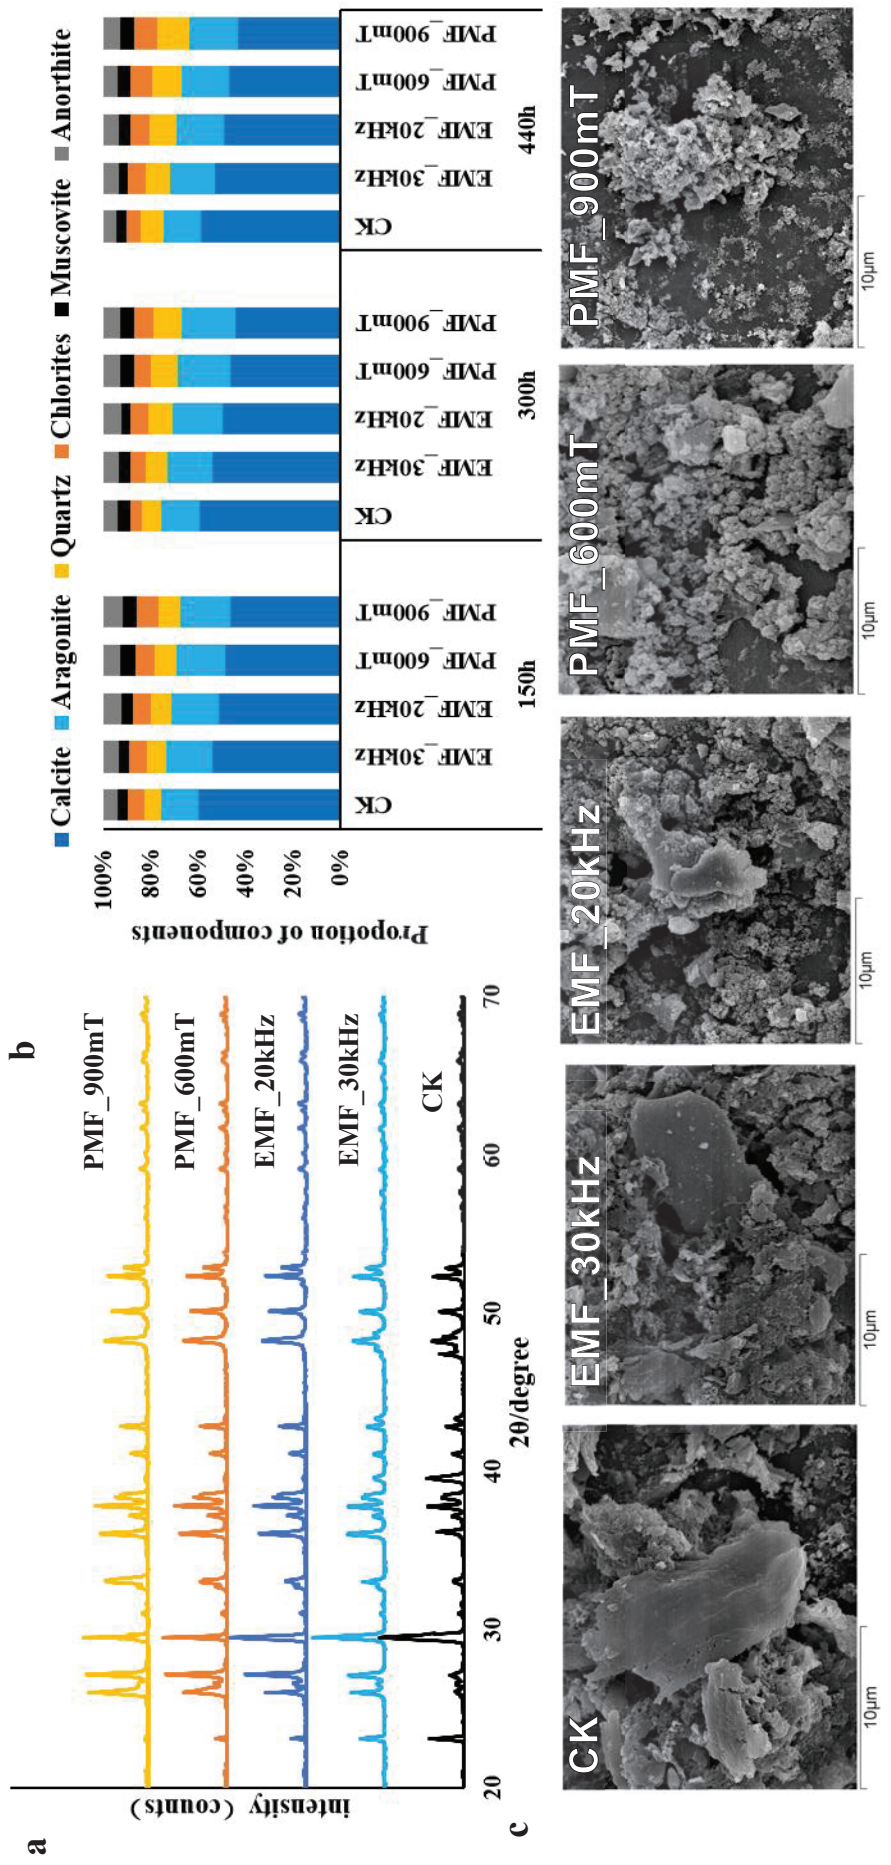 a
intensity（counts）
PMF_900mT
PMF_600mT
EMF_20kHz
EMF_30kHz
CK
20 30 40 50 60 70
2θ/degree
b
Calcite Aragonite Quartz Chlorites Muscovite Anorthite
Propotion of components
100%
80%
60%
40%
20%
0%
CK EMF_30kHz EMF_20kHz PMF_600mT PMF_900mT CK EMF_30kHz EMF_20kHz PMF_600mT PMF_900mT CK EMF_30kHz EMF_20kHz PMF_600mT PMF_900mT
150h 300h 440h
c
CK EMF_30kHz EMF_20kHz PMF_600mT PMF_900mT
10μm 10μm 10μm 10μm 10μm